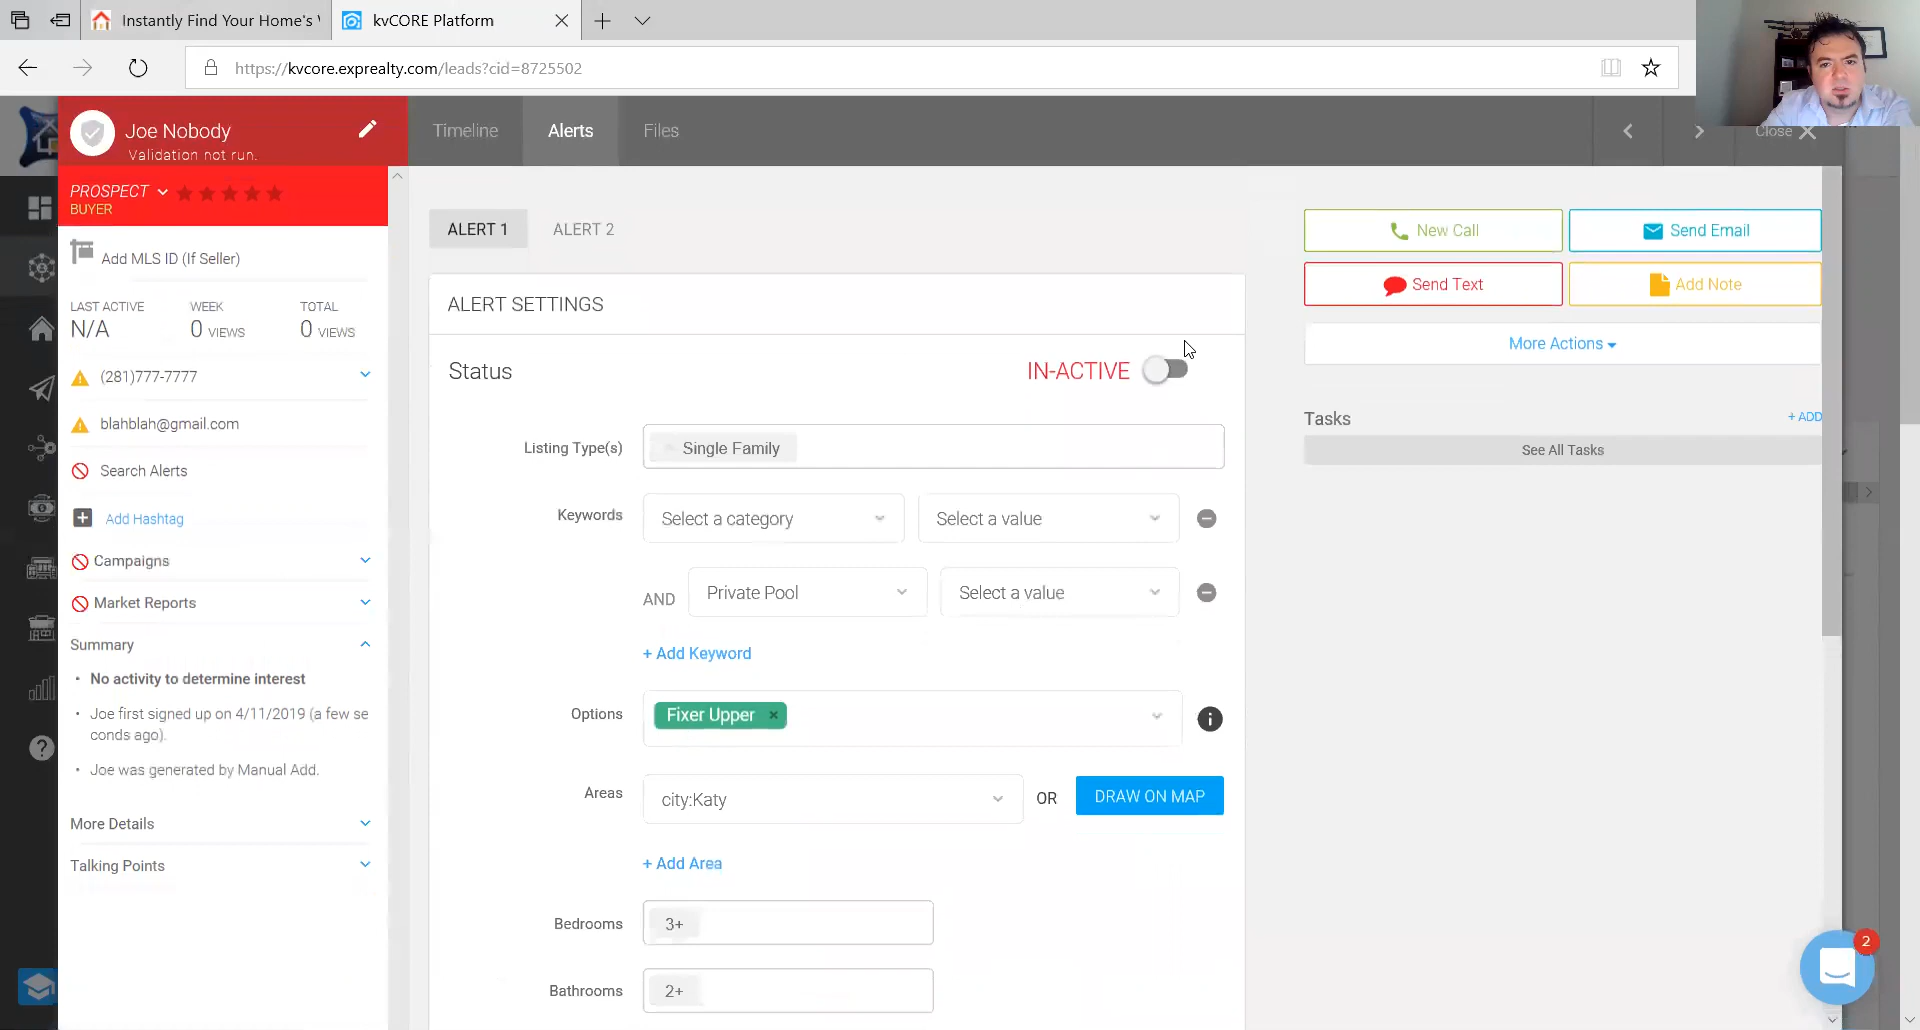 Instantly Find Your Home's V
kvCORE Platform
https://kvcore.exprealty.com/leads?cid=8725502
Joe Nobody
Validation not run.
Timeline
Alerts
Files
Close
PROSPECT
BUYER
Add MLS ID (If Seller)
LAST ACTIVE
N/A
WEEK
0 VIEWS
TOTAL
0 VIEWS
(281)777-7777
blahblah@gmail.com
Search Alerts
Add Hashtag
Campaigns
Market Reports
Summary
No activity to determine interest
Joe first signed up on 4/11/2019 (a few se
conds ago).
Joe was generated by Manual Add.
More Details
Talking Points
ALERT 1
ALERT 2
ALERT SETTINGS
Status
IN-ACTIVE
Listing Type(s)
Single Family
Keywords
Select a category
Select a value
AND
Private Pool
Select a value
+ Add Keyword
Options
Fixer Upper ×
Areas
city:Katy
OR
DRAW ON MAP
+ Add Area
Bedrooms
3+
Bathrooms
2+
New Call
Send Email
Send Text
Add Note
More Actions
Tasks
+ ADD
See All Tasks
2